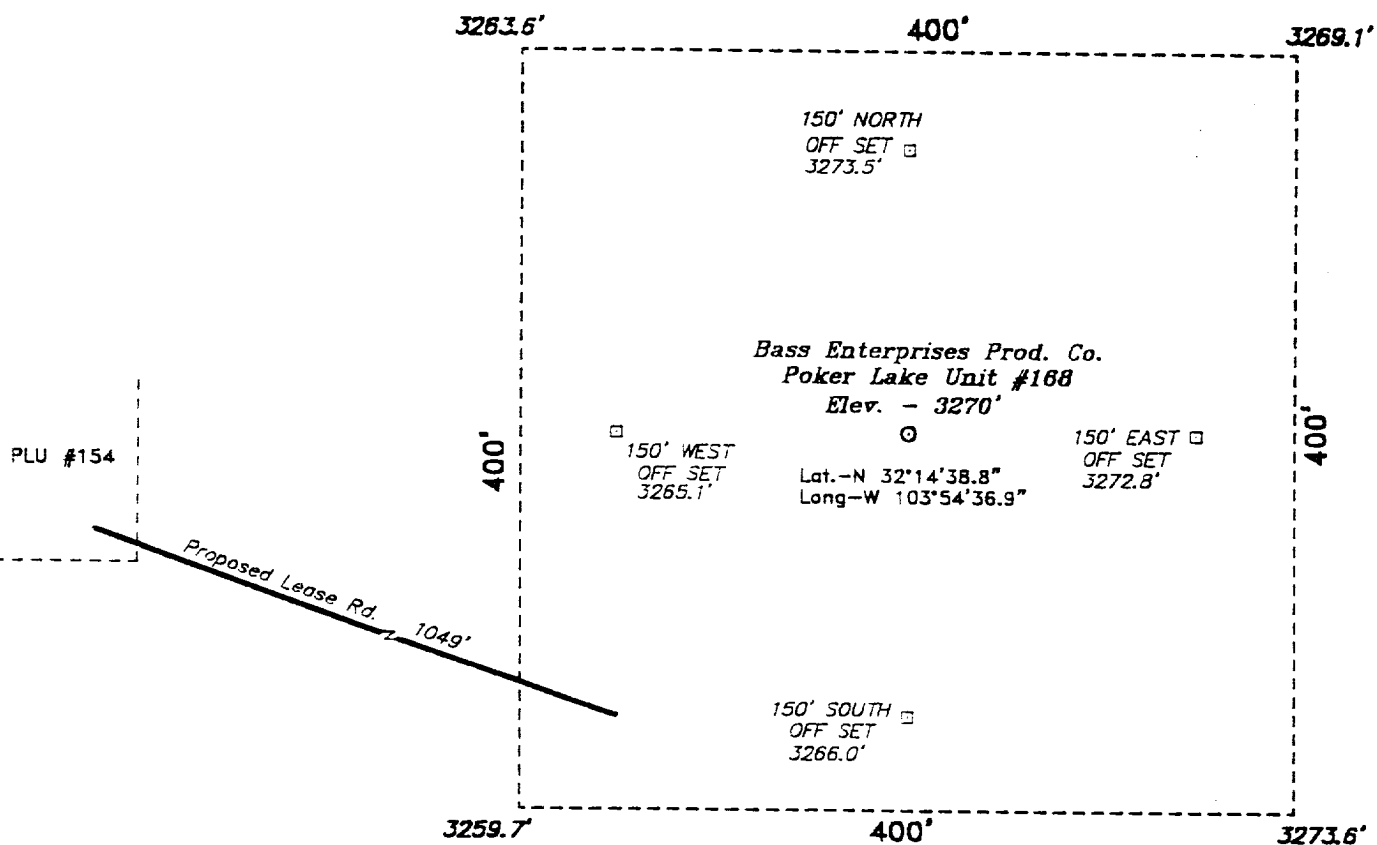 3263.6'
400'
3269.1'
150' NORTH
OFF SET
3273.5'
Bass Enterprises Prod. Co.
Poker Lake Unit #168
Elev. - 3270'
400'
150' WEST
OFF SET
3265.1'
Lat.-N 32°14'38.8"
Long-W 103°54'36.9"
150' EAST
OFF SET
3272.8'
400'
PLU #154
Proposed Lease Rd. 1049'
150' SOUTH
OFF SET
3266.0'
3259.7'
400'
3273.6'